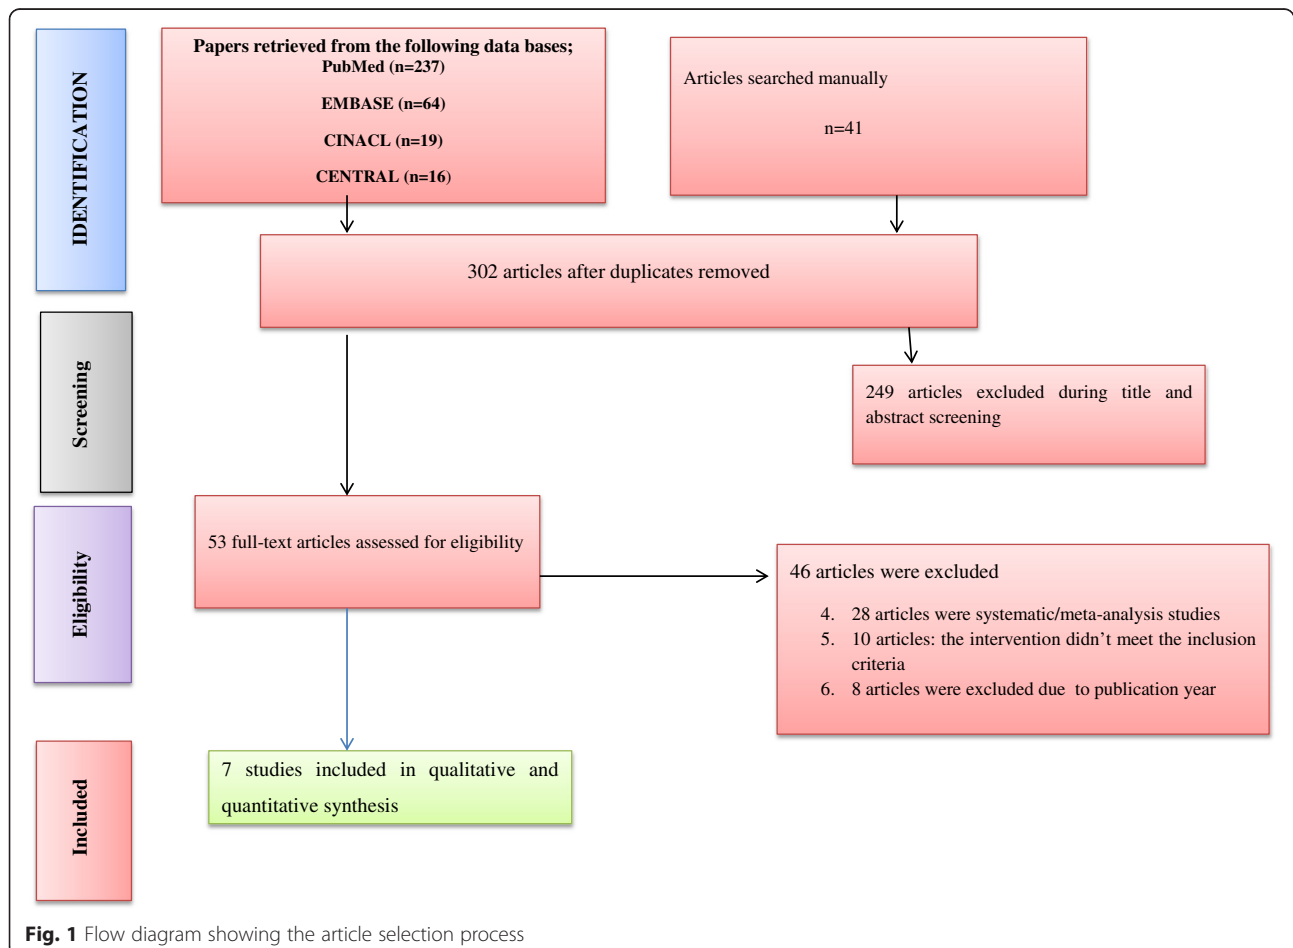 IDENTIFICATION
Papers retrieved from the following data bases;
PubMed (n=237)
EMBASE (n=64)
CINACL (n=19)
CENTRAL (n=16)
Articles searched manually
n=41
302 articles after duplicates removed
Screening
249 articles excluded during title and
abstract screening
Eligibility
53 full-text articles assessed for eligibility
46 articles were excluded
4. 28 articles were systematic/meta-analysis studies
5. 10 articles: the intervention didn’t meet the inclusion
criteria
6. 8 articles were excluded due to publication year
Included
7 studies included in qualitative and
quantitative synthesis
Fig. 1 Flow diagram showing the article selection process